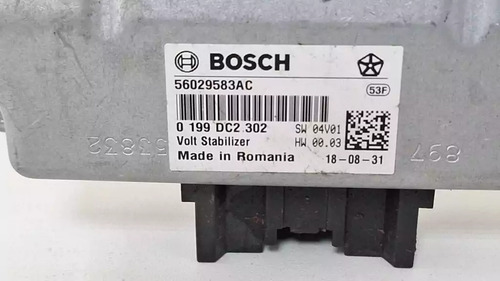 BOSCH
56029583AC
53F
0 199 DC2 302 SW 04V01
Volt Stabilizer HW 00.03
Made in Romania 18-08-31
897